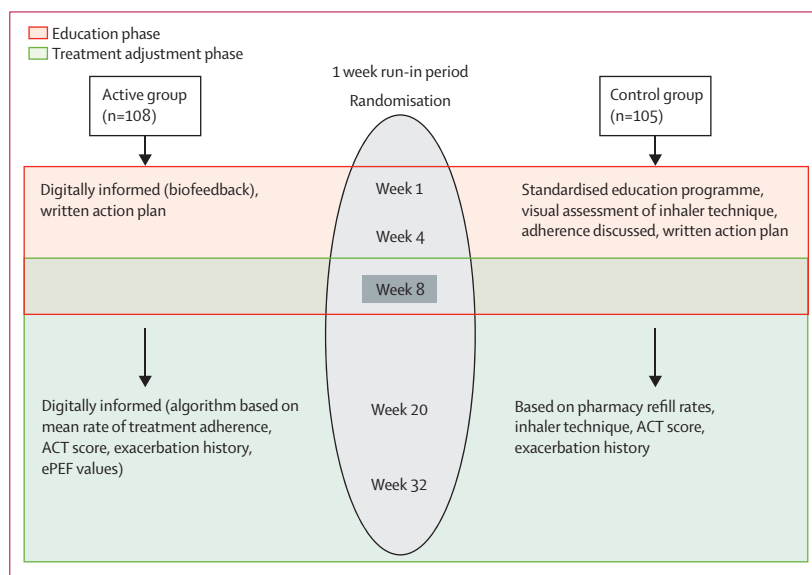 Education phase
Treatment adjustment phase
1 week run-in period
Randomisation
Active group
(n=108)
Control group
(n=105)
Digitally informed (biofeedback),
written action plan
Week 1
Standardised education programme,
visual assessment of inhaler technique,
adherence discussed, written action plan
Week 4
Week 8
Digitally informed (algorithm based on
mean rate of treatment adherence,
ACT score, exacerbation history,
ePEF values)
Week 20
Based on pharmacy refill rates,
inhaler technique, ACT score,
exacerbation history
Week 32